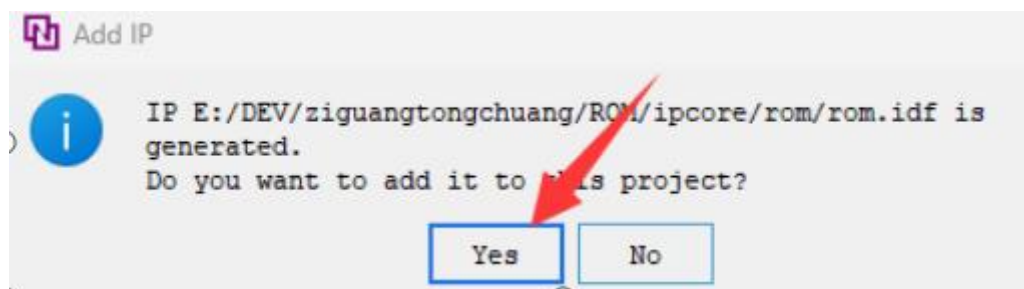 Add IP
IP E:/DEV/ziguangtongchuang/ROM/ipcore/rom/rom.idf is
generated.
Do you want to add it to this project?
Yes
No